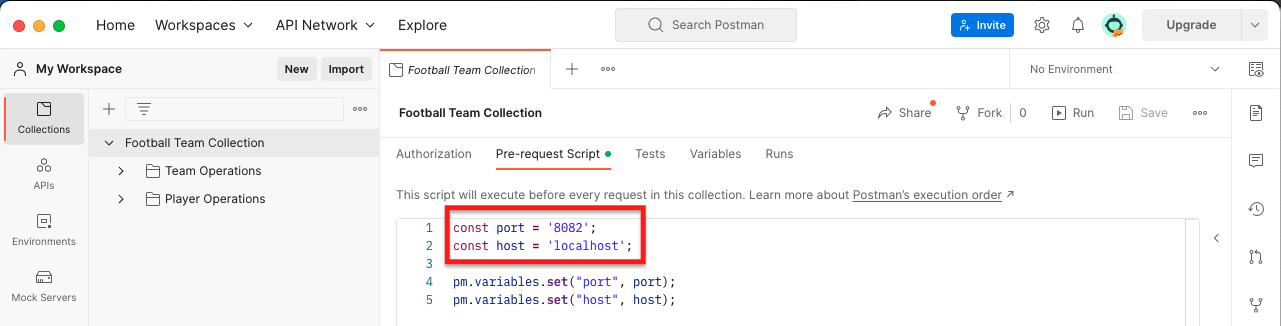 Home Workspaces API Network Explore Search Postman Invite Upgrade
My Workspace New Import Football Team Collection No Environment
Football Team Collection Share Fork 0 Run Save
Collections
Football Team Collection
Authorization Pre-request Script Tests Variables Runs
Team Operations
APIs
Player Operations
This script will execute before every request in this collection. Learn more about Postman's execution order ↗
Environments
Mock Servers
1 const port = '8082';
2 const host = 'localhost';
3
4 pm.variables.set("port", port);
5 pm.variables.set("host", host);